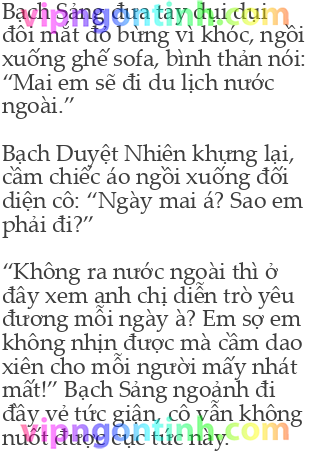 Bạch Sảng đưa tay dụi dụi
đôi mắt đỏ bừng vì khóc, ngồi
xuống ghế sofa, bình thản nói:
“Mai em sẽ đi du lịch nước
ngoài.”
Bạch Duyệt Nhiên khựng lại,
cầm chiếc áo ngồi xuống đối
diện cô: “Ngày mai á? Sao em
phải đi?”
“Không ra nước ngoài thì ở
đây xem anh chị diễn trò yêu
đương mỗi ngày à? Em sợ em
không nhịn được mà cầm dao
xiên cho mỗi người mấy nhát
mất!” Bạch Sảng ngoảnh đi
đầy vẻ tức giận, cô vẫn không
nuốt được cục tức này.
vipngontinh.com
vipngontinh.com